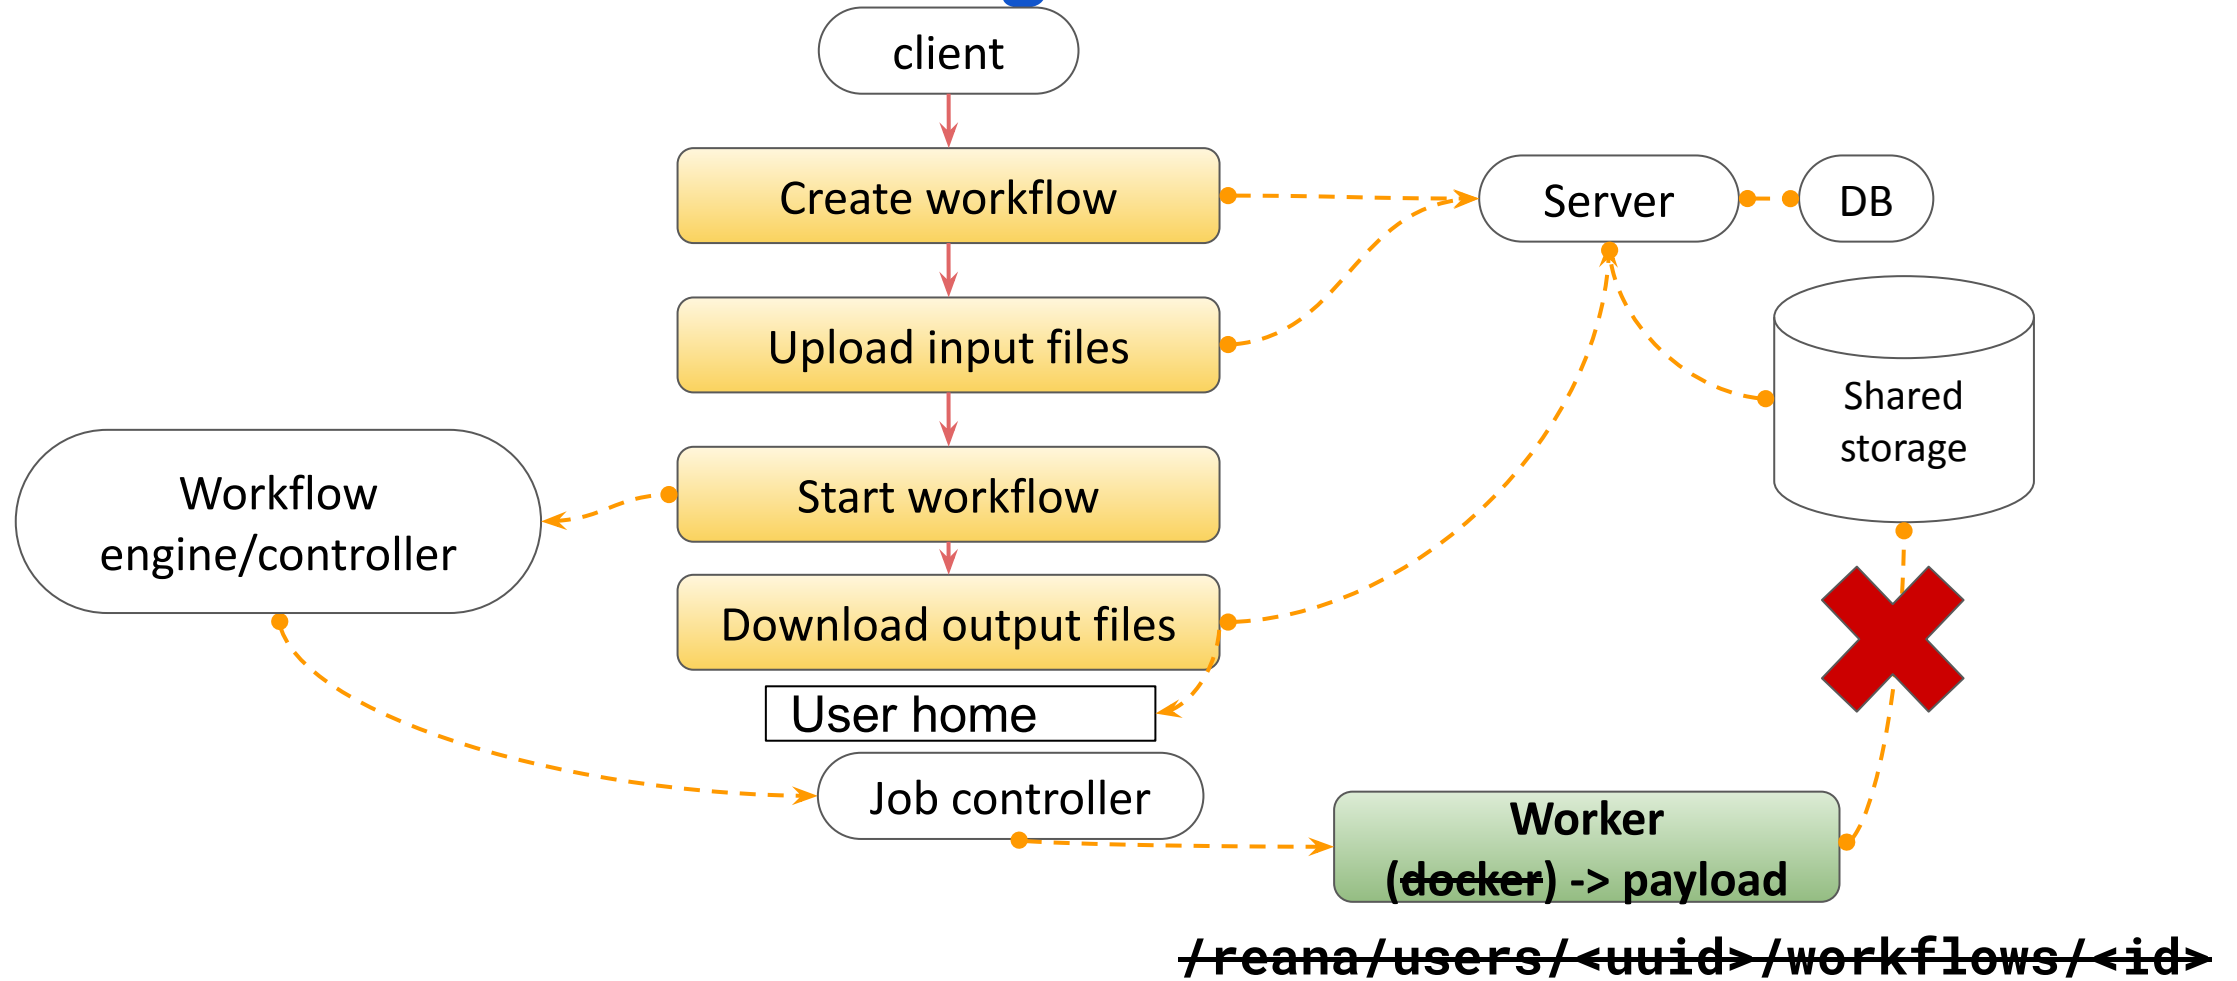 client
Create workflow
Server
DB
Upload input files
Shared
storage
Workflow
engine/controller
Start workflow
Download output files
User home
Job controller
Worker
(docker) -> payload
/reana/users/<uuid>/workflows/<id>